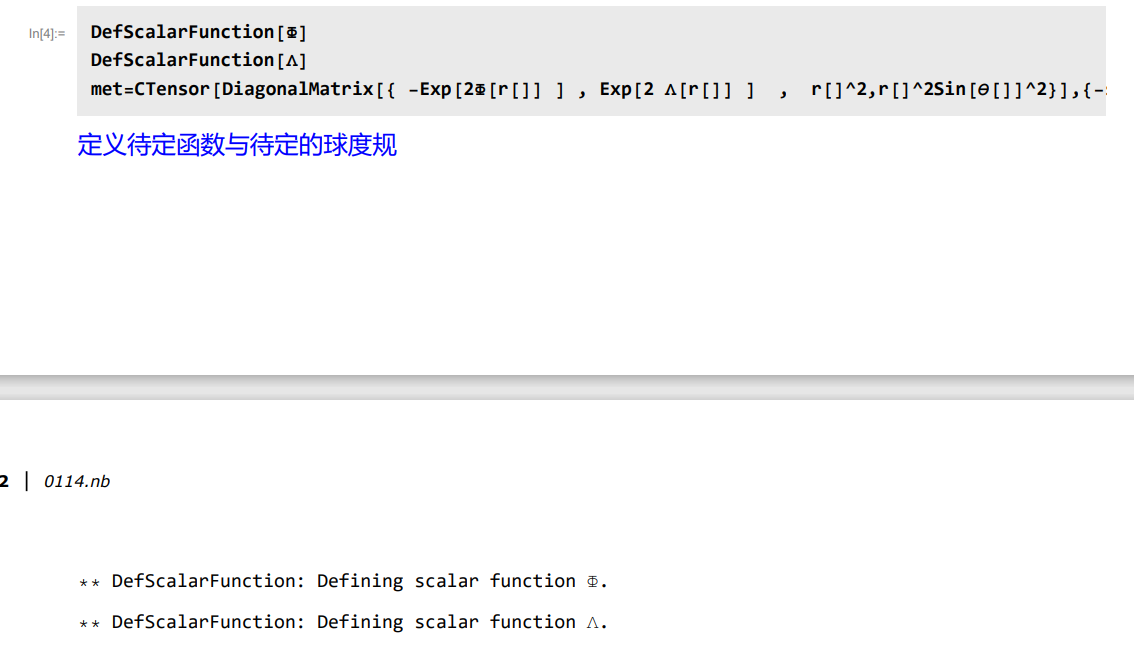 In[4]:=
DefScalarFunction[Φ]
DefScalarFunction[Λ]
met=CTensor[DiagonalMatrix[{ -Exp[2Φ[r[]] ] , Exp[2 Λ[r[]] ]  ,  r[]^2,r[]^2Sin[θ[]]^2}],{-
定义待定函数与待定的球度规
2 | 0114.nb
** DefScalarFunction: Defining scalar function Φ.
** DefScalarFunction: Defining scalar function Λ.